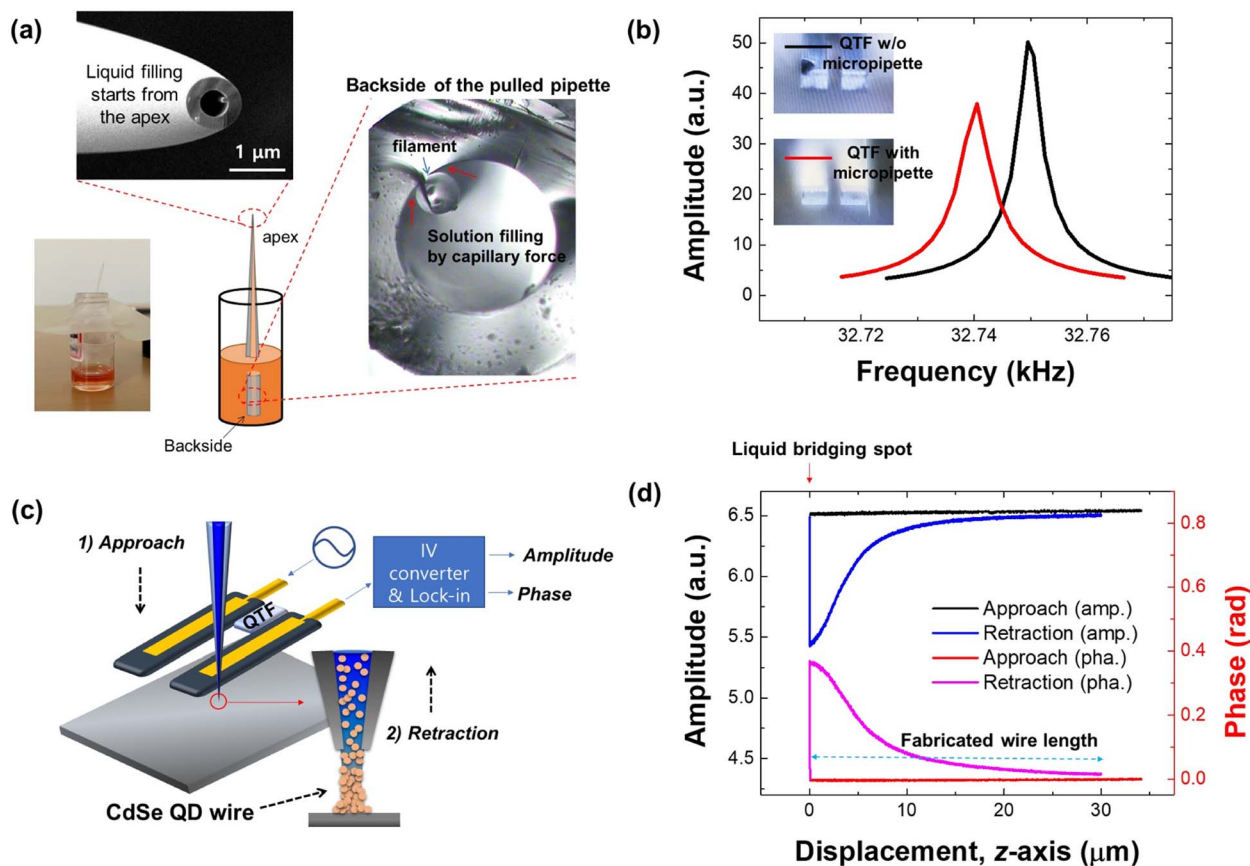 (a)
Liquid filling
starts from
the apex
1 μm
Backside of the pulled pipette
filament
Solution filling
by capillary force
apex
Backside
(b)
Amplitude (a.u.)
50
40
30
20
10
0
QTF w/o
micropipette
QTF with
micropipette
32.72
32.74
32.76
Frequency (kHz)
(c)
1) Approach
QTF
IV
converter
& Lock-in
Amplitude
Phase
2) Retraction
CdSe QD wire
Liquid bridging spot
(d)
Amplitude (a.u.)
6.5
6.0
5.5
5.0
4.5
Approach (amp.)
Retraction (amp.)
Approach (pha.)
Retraction (pha.)
Fabricated wire length
0.8
0.6
0.4
0.2
0.0
Phase (rad)
0
10
20
30
Displacement, z-axis (μm)